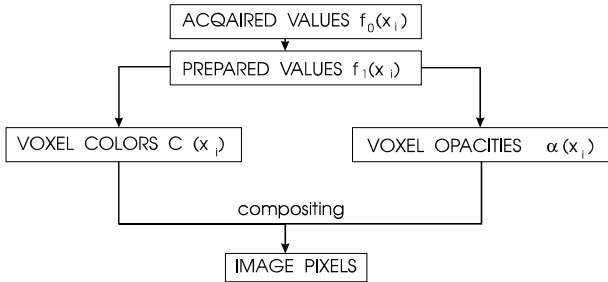 ACQAIRED VALUES f₀(xᵢ)
PREPARED VALUES f₁(xᵢ)
VOXEL COLORS C (xᵢ)
VOXEL OPACITIES α(xᵢ)
compositing
IMAGE PIXELS